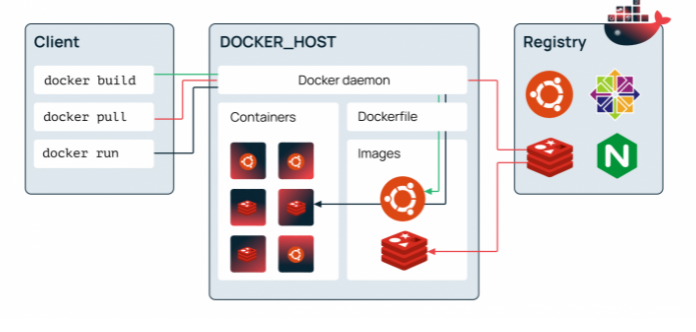 Client
docker build
docker pull
docker run
DOCKER_HOST
Docker daemon
Containers
Dockerfile
Images
Registry
N